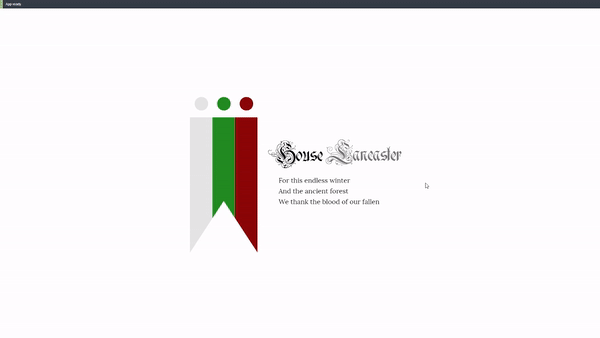 App ready
House Lancaster
For this endless winter
And the ancient forest
We thank the blood of our fallen